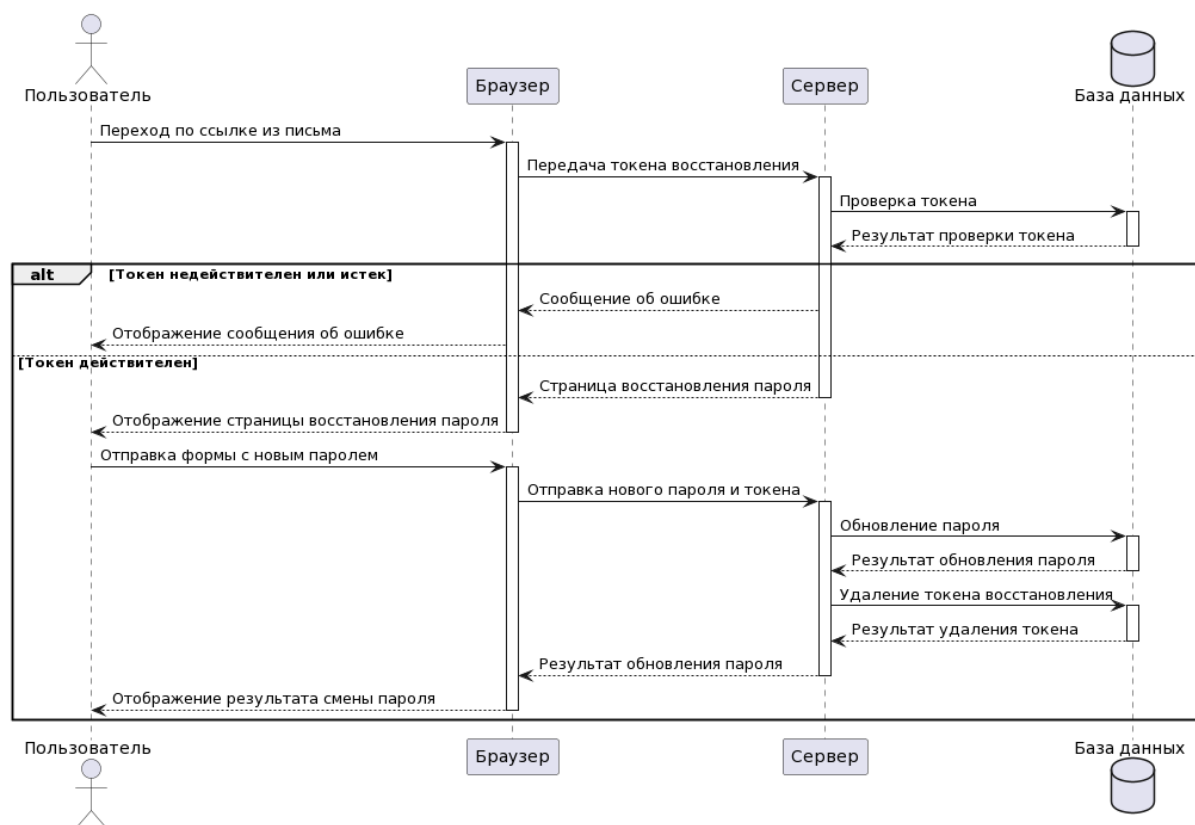 Пользователь
Браузер
Сервер
База данных
Переход по ссылке из письма
Передача токена восстановления
Проверка токена
Результат проверки токена
alt
[Токен недействителен или истек]
Сообщение об ошибке
Отображение сообщения об ошибке
[Токен действителен]
Страница восстановления пароля
Отображение страницы восстановления пароля
Отправка формы с новым паролем
Отправка нового пароля и токена
Обновление пароля
Результат обновления пароля
Удаление токена восстановления
Результат удаления токена
Результат обновления пароля
Отображение результата смены пароля
Пользователь
Браузер
Сервер
База данных